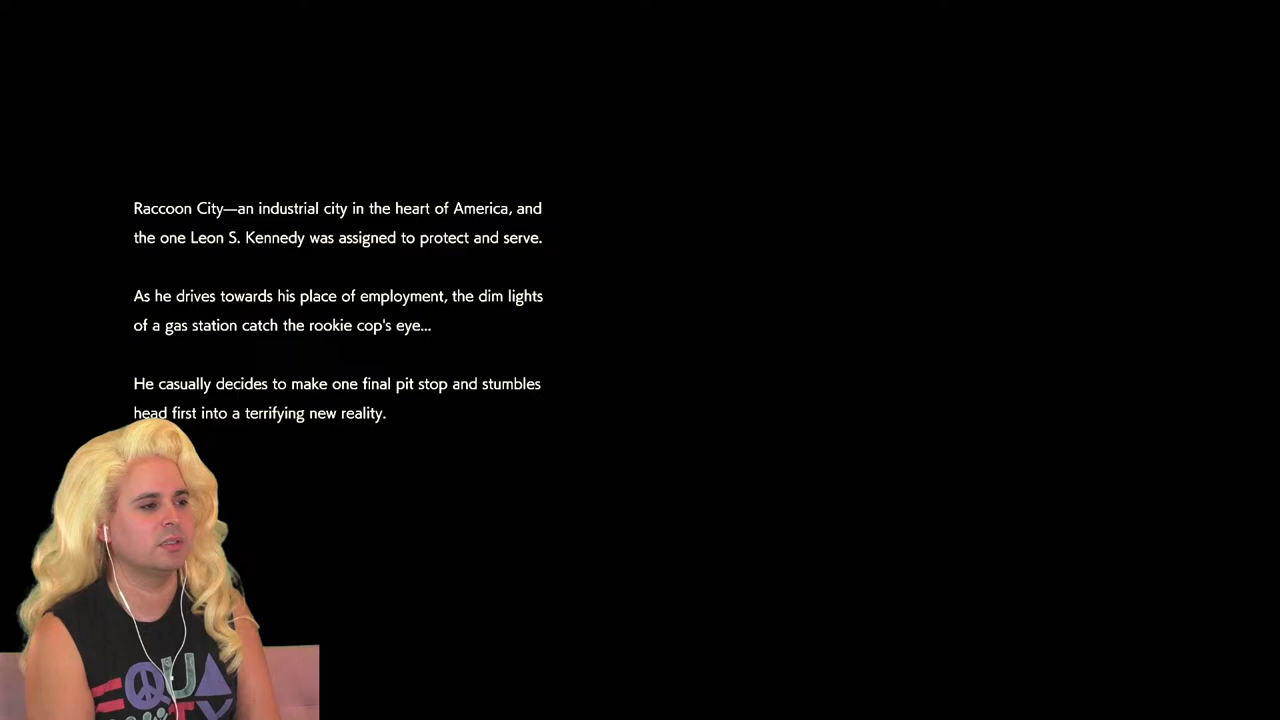 Raccoon City—an industrial city in the heart of America, and
the one Leon S. Kennedy was assigned to protect and serve.
As he drives towards his place of employment, the dim lights
of a gas station catch the rookie cop's eye...
He casually decides to make one final pit stop and stumbles
head first into a terrifying new reality.
EQUA